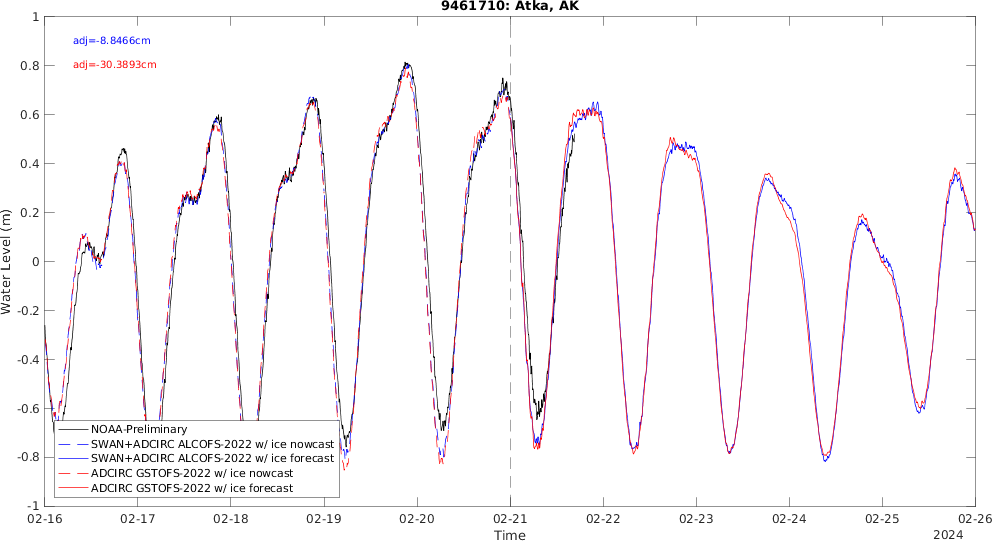 9461710: Atka, AK
adj=-8.8466cm
adj=-30.3893cm
Water Level (m)
1
0.8
0.6
0.4
0.2
0
-0.2
-0.4
-0.6
-0.8
-1
NOAA-Preliminary
SWAN+ADCIRC ALCOFS-2022 w/ ice nowcast
SWAN+ADCIRC ALCOFS-2022 w/ ice forecast
ADCIRC GSTOFS-2022 w/ ice nowcast
ADCIRC GSTOFS-2022 w/ ice forecast
02-16 02-17 02-18 02-19 02-20 02-21 02-22 02-23 02-24 02-25 02-26
Time
2024